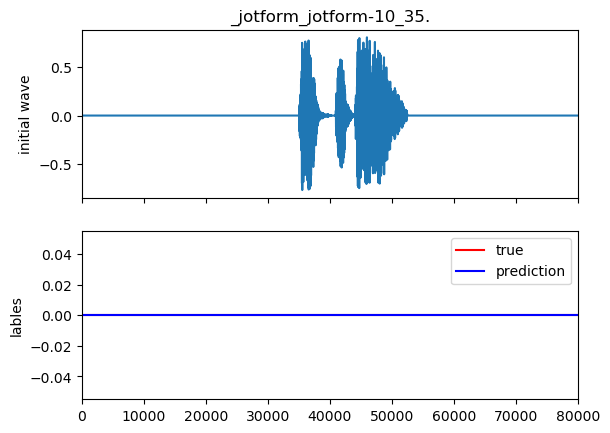 _jotform_jotform-10_35.
initial wave
0.5
0.0
−0.5
lables
0.04
0.02
0.00
−0.02
−0.04
true
prediction
0 10000 20000 30000 40000 50000 60000 70000 80000